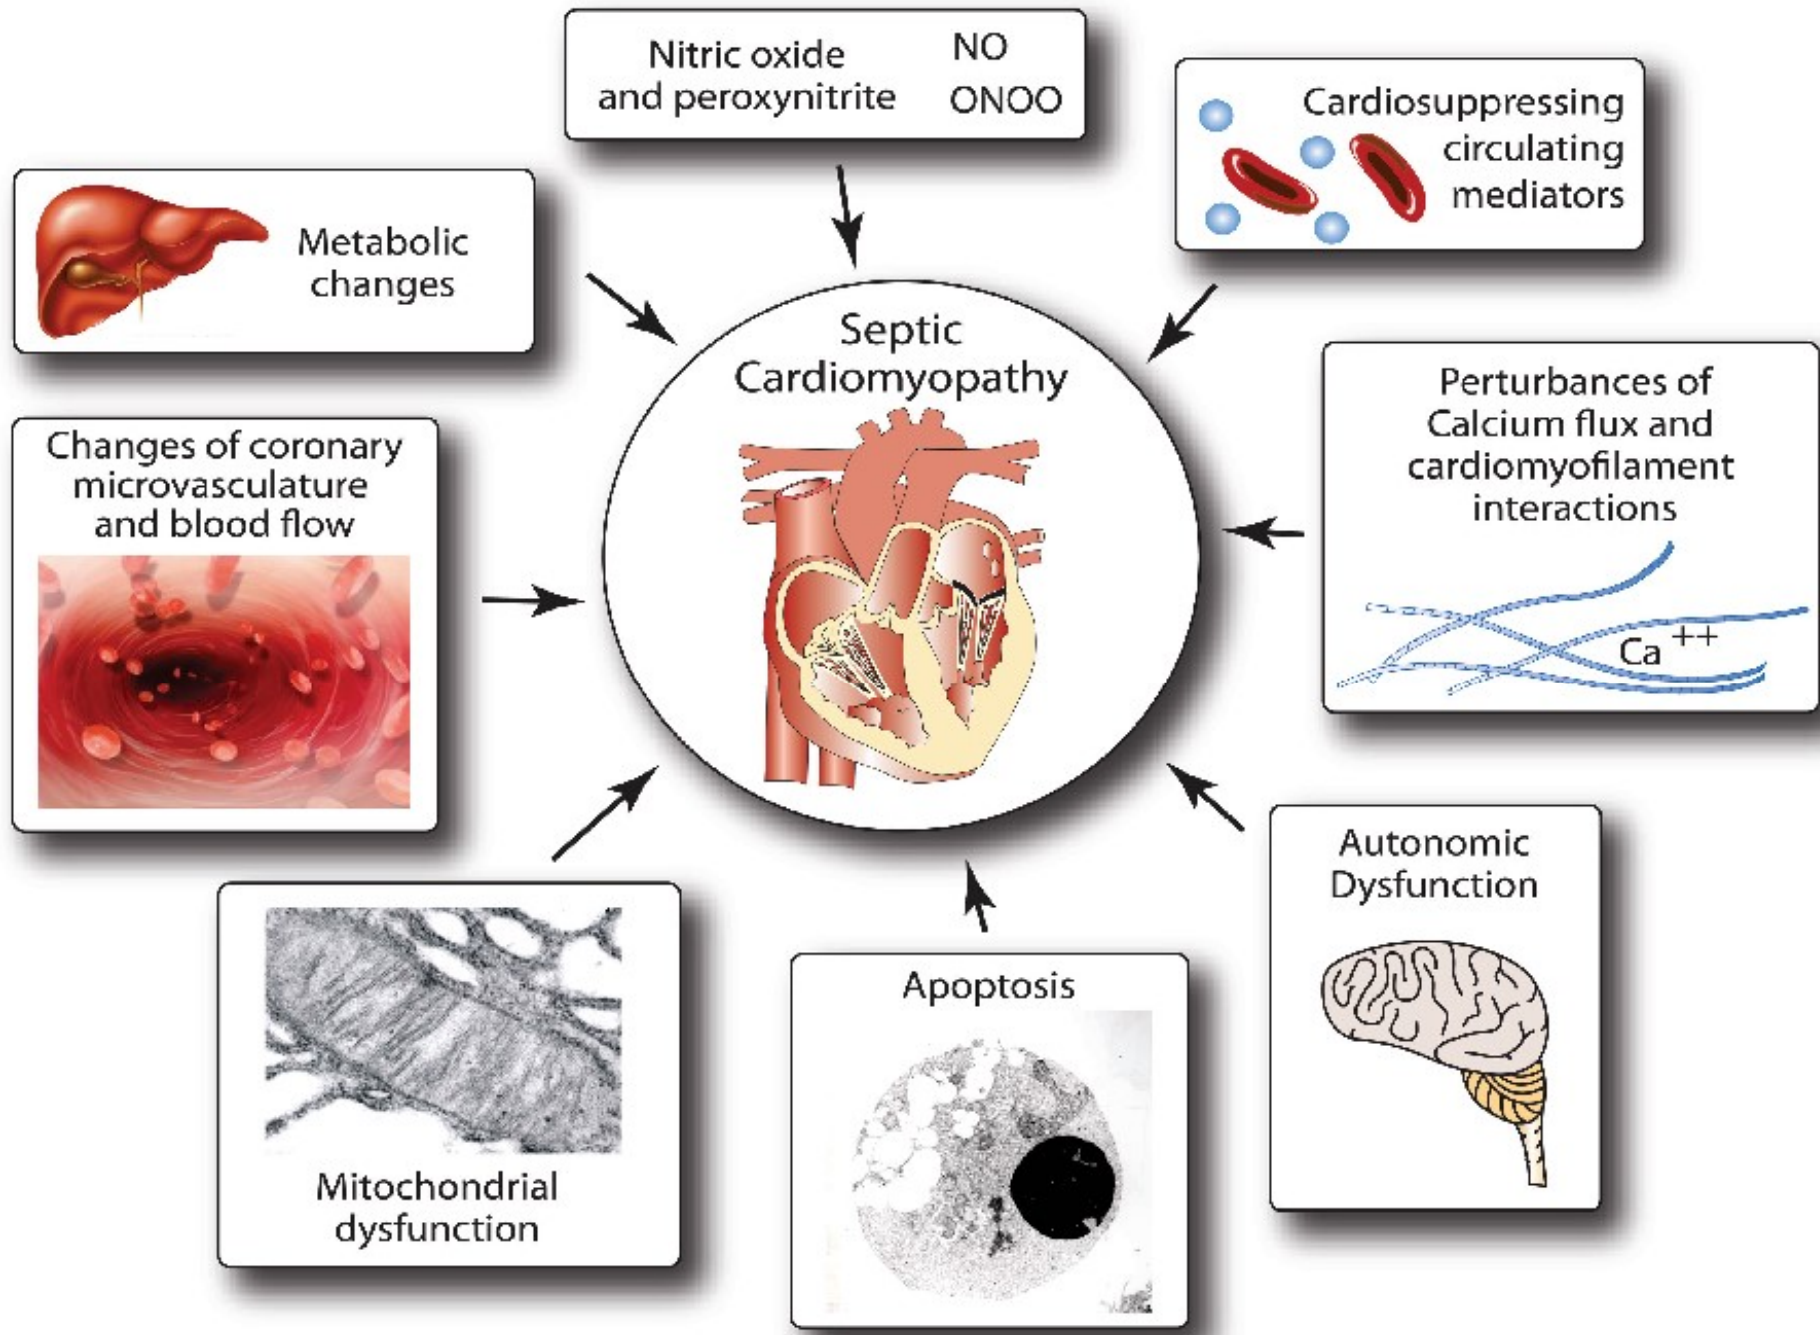 Nitric oxide
and peroxynitrite
NO
ONOO
Cardiosuppressing
circulating
mediators
Metabolic
changes
Septic
Cardiomyopathy
Perturbances of
Calcium flux and
cardiomyofilament
interactions
Ca ++
Changes of coronary
microvasculature
and blood flow
Autonomic
Dysfunction
Apoptosis
Mitochondrial
dysfunction